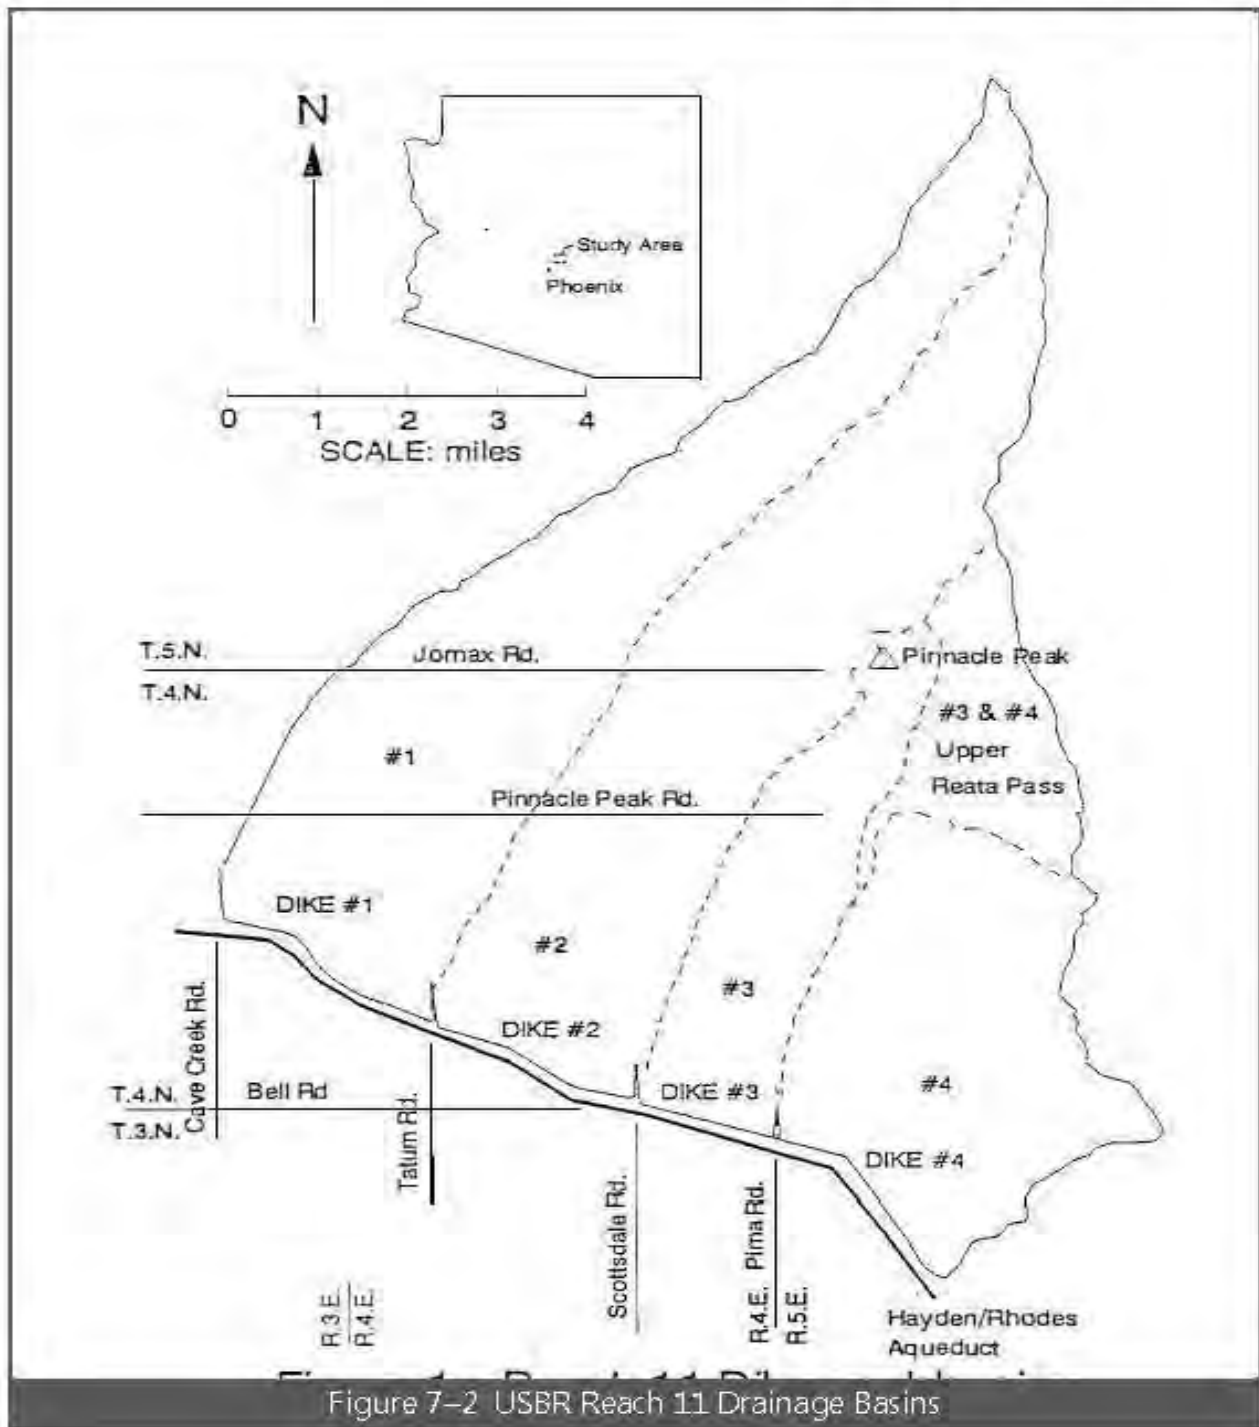 N
Study Area
Phoenix
0 1 2 3 4
SCALE: miles
T.5.N.
Jomax Rd.
T.4.N.
Pinnacle Peak
#3 & #4
Upper
Reata Pass
#1
Pinnacle Peak Rd.
DIKE #1
#2
#3
DIKE #2
#4
DIKE #3
DIKE #4
T.4.N.
Bell Rd
T.3.N.
Cave Creek Rd.
Tatum Rd.
Scottsdale Rd.
Pima Rd.
R.3.E.
R.4.E.
R.4.E.
R.5.E.
Hayden/Rhodes
Aqueduct
Figure 7–2 USBR Reach 11 Drainage Basins